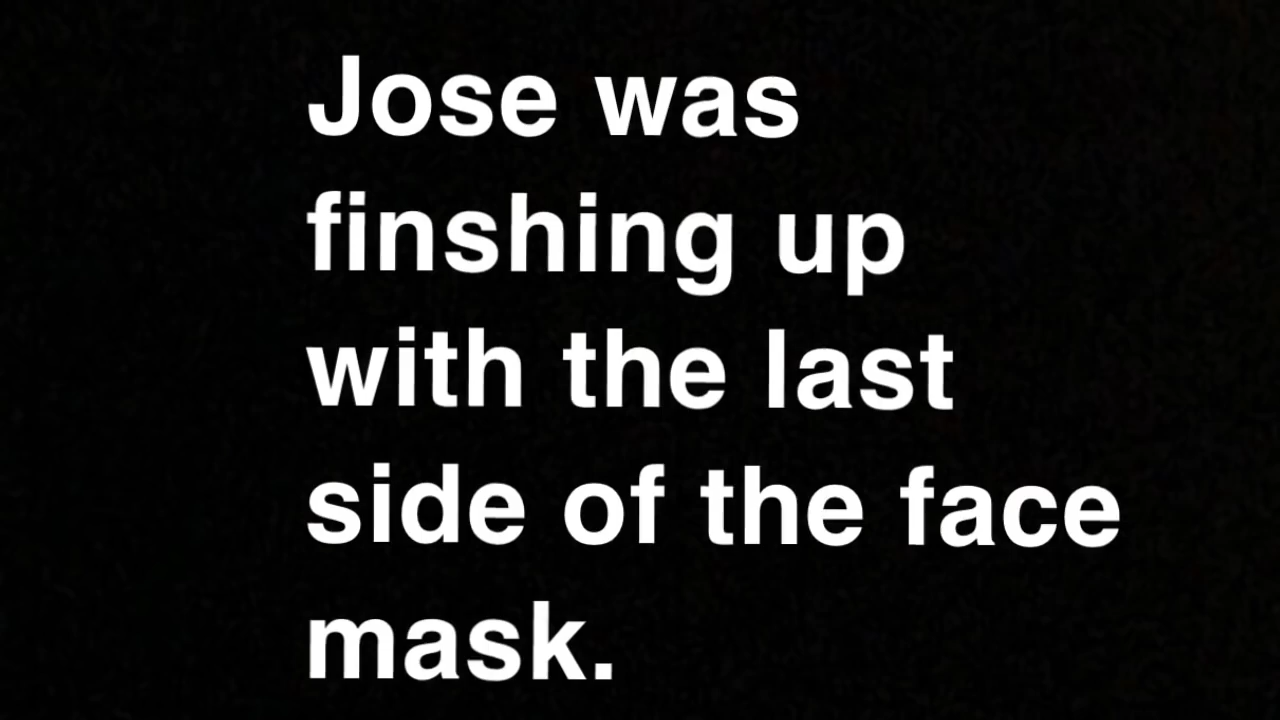 Jose was
finshing up
with the last
side of the face
mask.